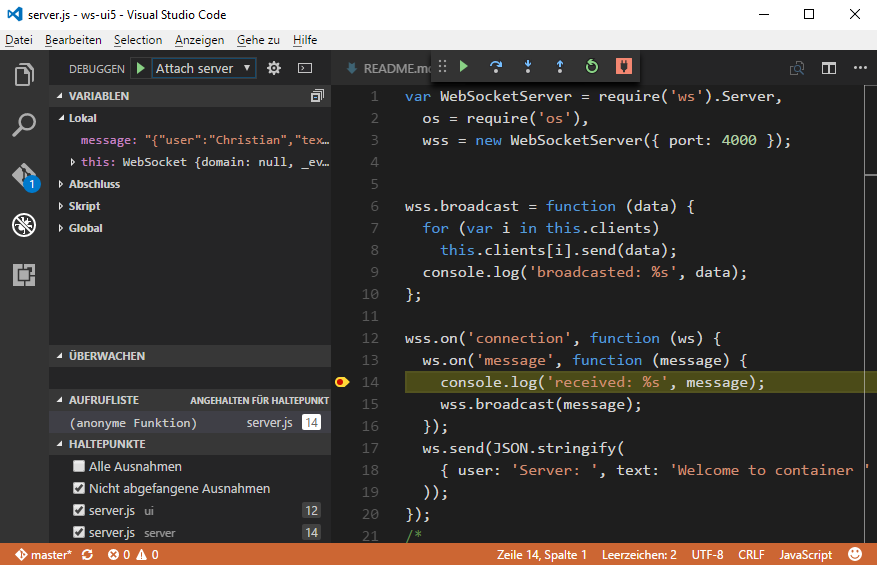 server.js - ws-ui5 - Visual Studio Code
Datei Bearbeiten Selection Anzeigen Gehe zu Hilfe
DEBUGGEN Attach server
VARIABLEN
Lokal
message: "{"user":"Christian","tex…
this: WebSocket {domain: null, _ev…
Abschluss
Skript
Global
1
ÜBERWACHEN
AUFRUFLISTE ANGEHALTEN FÜR HALTEPUNKT
(anonyme Funktion) server.js 14
HALTEPUNKTE
Alle Ausnahmen
Nicht abgefangene Ausnahmen
server.js ui 12
server.js server 14
README.m
1 var WebSocketServer = require('ws').Server,
2 os = require('os'),
3 wss = new WebSocketServer({ port: 4000 });
4
5
6 wss.broadcast = function (data) {
7 for (var i in this.clients)
8 this.clients[i].send(data);
9 console.log('broadcasted: %s', data);
10 };
11
12 wss.on('connection', function (ws) {
13 ws.on('message', function (message) {
14 console.log('received: %s', message);
15 wss.broadcast(message);
16 });
17 ws.send(JSON.stringify(
18 { user: 'Server: ', text: 'Welcome to container '
19 ));
20 });
21 /*
master* 0 0 Zeile 14, Spalte 1 Leerzeichen: 2 UTF-8 CRLF JavaScript